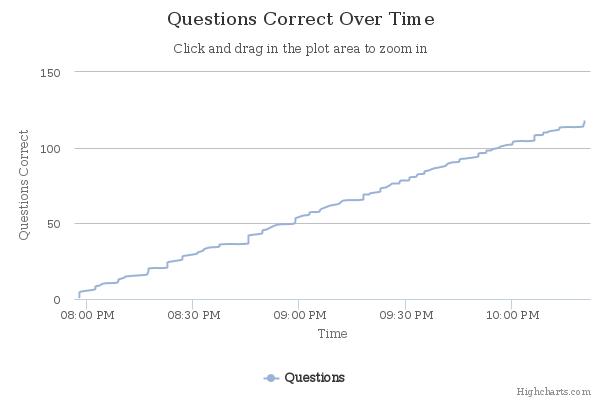 Questions Correct Over Time
Click and drag in the plot area to zoom in
Questions Correct
150
100
50
0
08:00 PM
08:30 PM
09:00 PM
09:30 PM
10:00 PM
Time
Questions
Highcharts.com